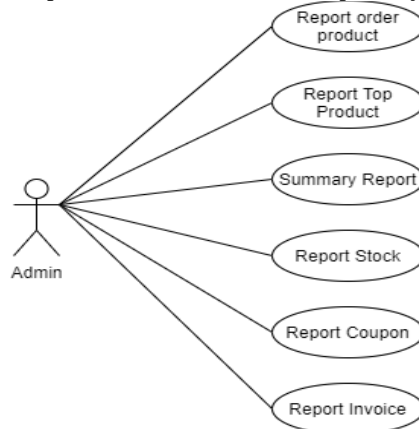 Report order
product
Report Top
Product
Summary Report
Admin
Report Stock
Report Coupon
Report Invoice